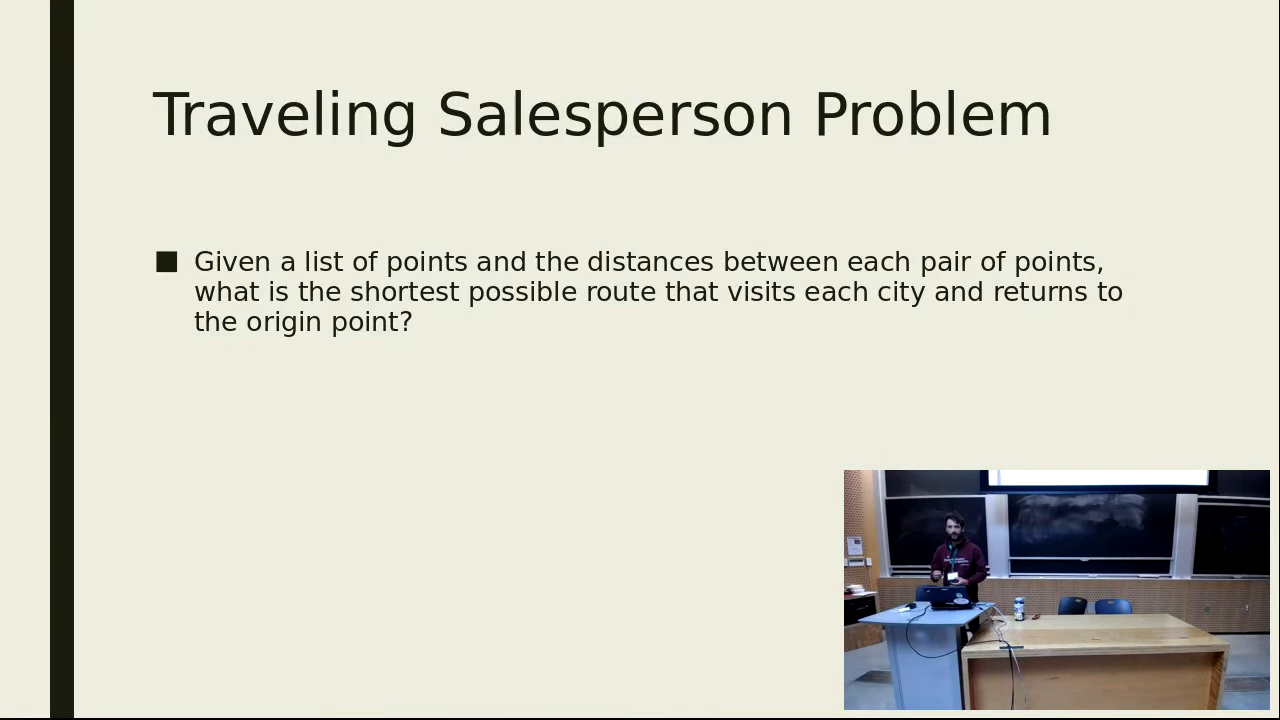 Traveling Salesperson Problem
■ Given a list of points and the distances between each pair of points,
what is the shortest possible route that visits each city and returns to
the origin point?